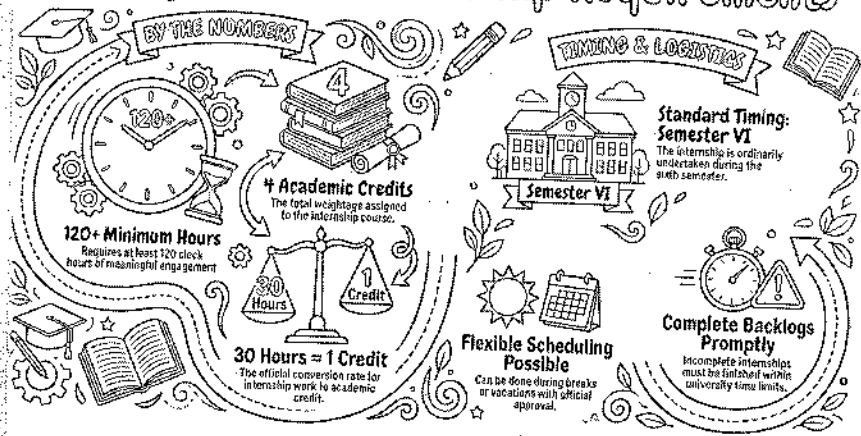 BY THE NUMBERS
120+
120+ Minimum Hours
Requires at least 120 clock
hours of meaningful engagement
4
4 Academic Credits
The total weightage assigned
to the internship course.
30
Hours
1
Credit
30 Hours = 1 Credit
The official conversion rate for
internship work to academic
credit.
TIMING & LOGISTICS
Semester VI
Standard Timing:
Semester VI
The internship is ordinarily
undertaken during the
sixth semester.
Flexible Scheduling
Possible
Can be done during breaks
or vacations with official
approval.
Complete Backlogs
Promptly
Incomplete internships
must be finished within
university time limits.